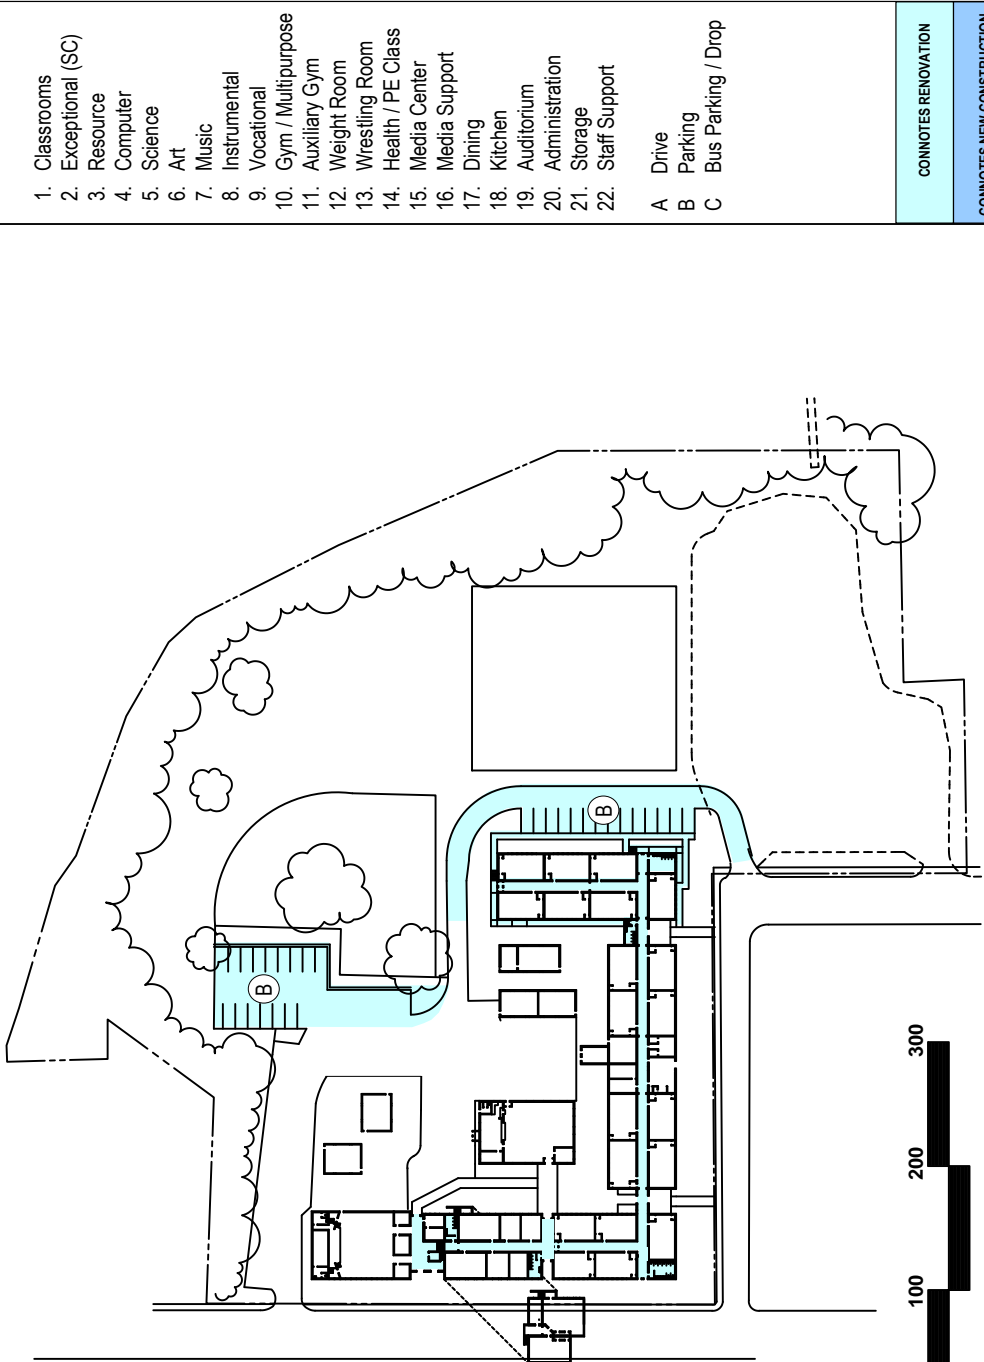 1. Classrooms
2. Exceptional (SC)
3. Resource
4. Computer
5. Science
6. Art
7. Music
8. Instrumental
9. Vocational
10. Gym / Multipurpose
11. Auxiliary Gym
12. Weight Room
13. Wrestling Room
14. Health / PE Class
15. Media Center
16. Media Support
17. Dining
18. Kitchen
19. Auditorium
20. Administration
21. Storage
22. Staff Support
A Drive
B Parking
C Bus Parking / Drop
CONNOTES RENOVATION
CONNOTES NEW CONSTRUCTION
B
B
100
200
300